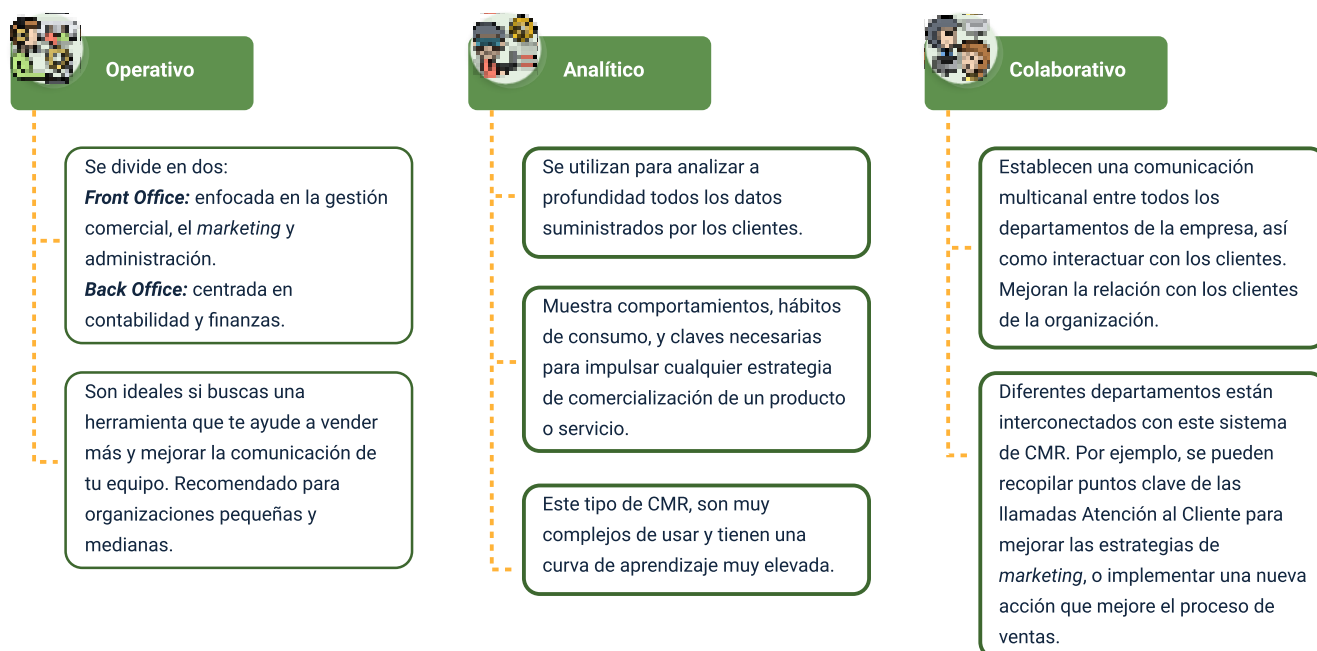 Operativo
Se divide en dos:
Front Office: enfocada en la gestión
comercial, el marketing y
administración.
Back Office: centrada en
contabilidad y finanzas.
Son ideales si buscas una
herramienta que te ayude a vender
más y mejorar la comunicación de
tu equipo. Recomendado para
organizaciones pequeñas y
medianas.
Analítico
Se utilizan para analizar a
profundidad todos los datos
suministrados por los clientes.
Muestra comportamientos, hábitos
de consumo, y claves necesarias
para impulsar cualquier estrategia
de comercialización de un producto
o servicio.
Este tipo de CMR, son muy
complejos de usar y tienen una
curva de aprendizaje muy elevada.
Colaborativo
Establecen una comunicación
multicanal entre todos los
departamentos de la empresa, así
como interactuar con los clientes.
Mejoran la relación con los clientes
de la organización.
Diferentes departamentos están
interconectados con este sistema
de CMR. Por ejemplo, se pueden
recopilar puntos clave de las
llamadas Atención al Cliente para
mejorar las estrategias de
marketing, o implementar una nueva
acción que mejore el proceso de
ventas.